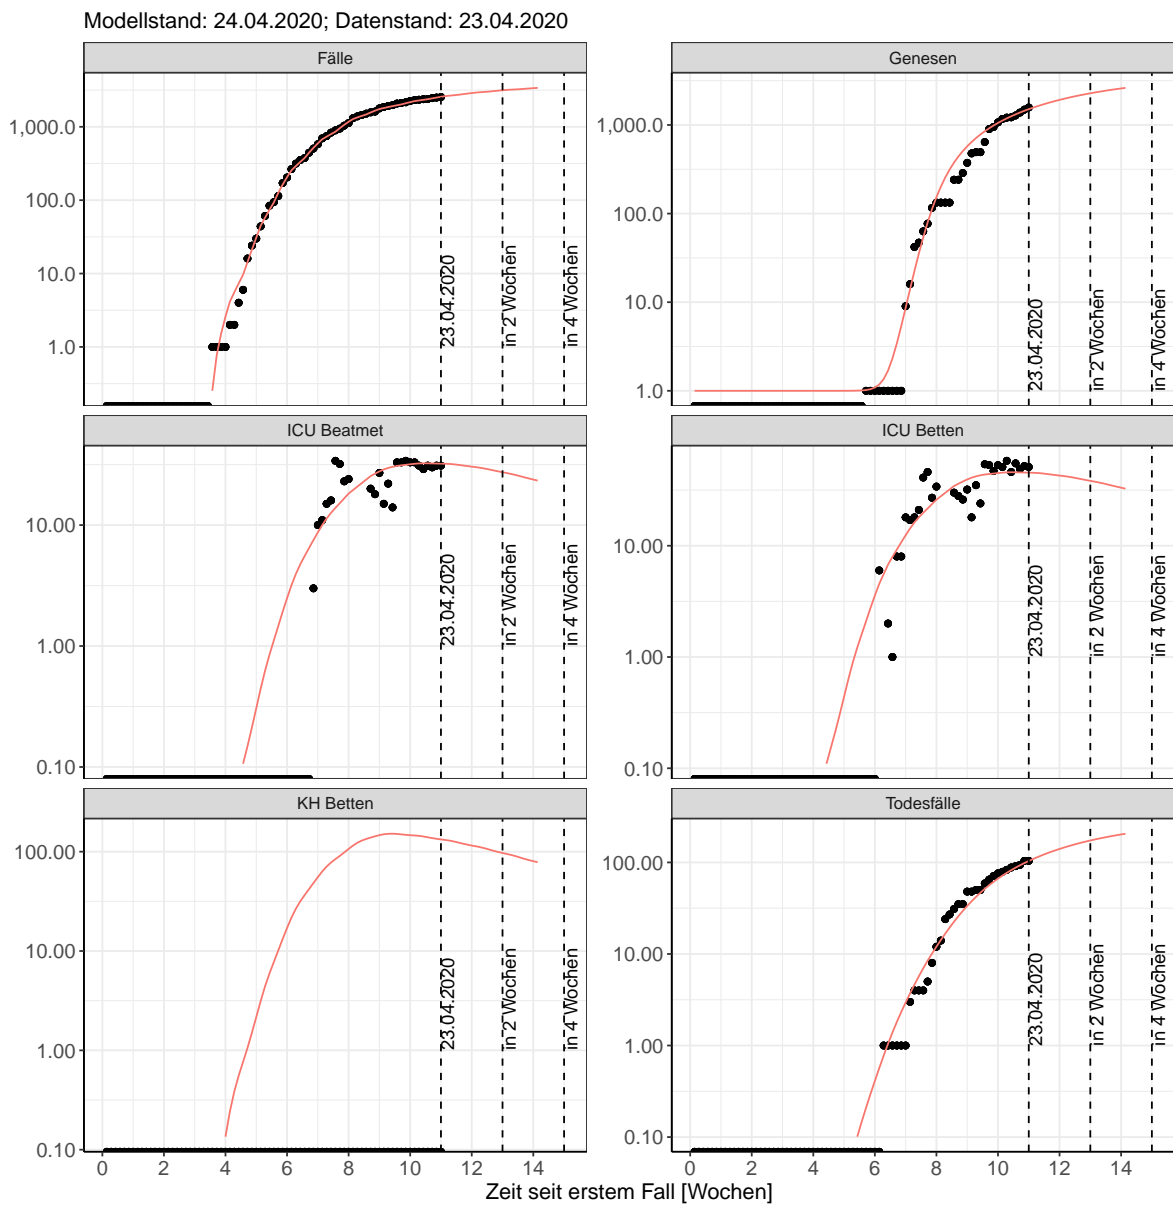 Modellstand: 24.04.2020; Datenstand: 23.04.2020
Fälle
1,000.0
100.0
10.0
1.0
23.04.2020
in 2 Wochen
in 4 Wochen
Genesen
1,000.0
100.0
10.0
1.0
23.04.2020
in 2 Wochen
in 4 Wochen
ICU Beatmet
10.00
1.00
0.10
23.04.2020
in 2 Wochen
in 4 Wochen
ICU Betten
10.00
1.00
0.10
23.04.2020
in 2 Wochen
in 4 Wochen
KH Betten
100.00
10.00
1.00
0.10
23.04.2020
in 2 Wochen
in 4 Wochen
0 2 4 6 8 10 12 14
Todesfälle
100.00
10.00
1.00
0.10
23.04.2020
in 2 Wochen
in 4 Wochen
0 2 4 6 8 10 12 14
Zeit seit erstem Fall [Wochen]